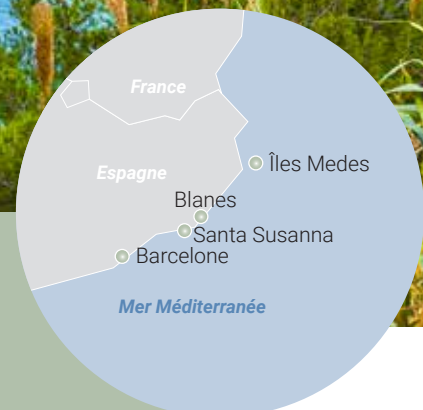 France
Espagne
Îles Medes
Blanes
Santa Susanna
Barcelone
Mer Méditerranée